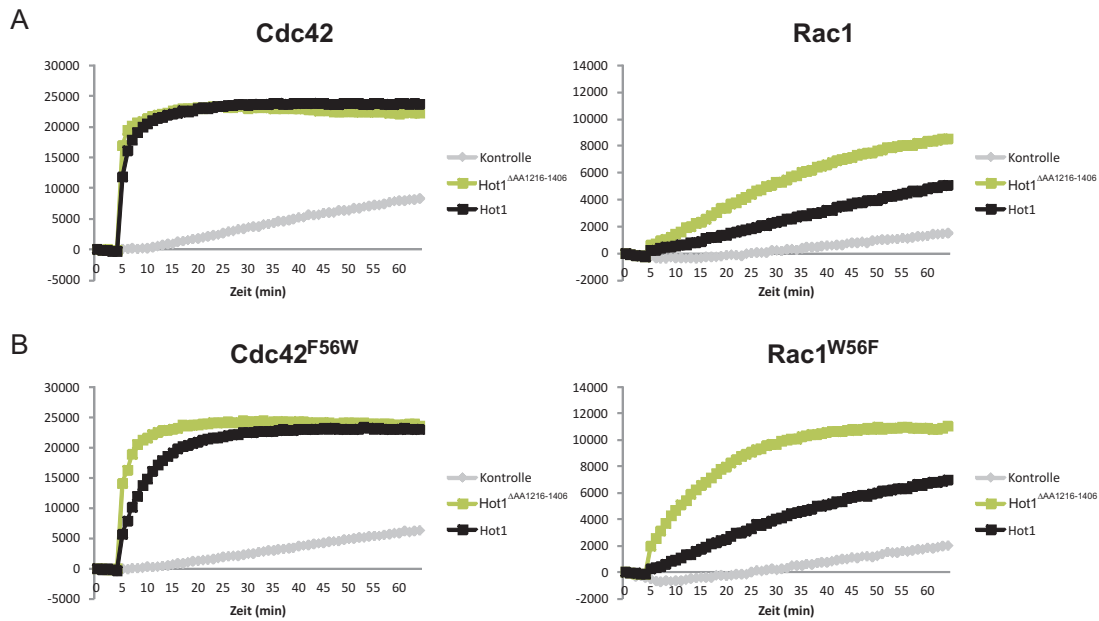 A
Cdc42
30000
25000
20000
15000
10000
5000
0
-5000
0 5 10 15 20 25 30 35 40 45 50 55 60
Zeit (min)
Kontrolle
Hot1ΔAA1216-1406
Hot1
Rac1
14000
12000
10000
8000
6000
4000
2000
0
-2000
0 5 10 15 20 25 30 35 40 45 50 55 60
Zeit (min)
Kontrolle
Hot1ΔAA1216-1406
Hot1
B
Cdc42F56W
30000
25000
20000
15000
10000
5000
0
-5000
0 5 10 15 20 25 30 35 40 45 50 55 60
Zeit (min)
Kontrolle
Hot1ΔAA1216-1406
Hot1
Rac1W56F
14000
12000
10000
8000
6000
4000
2000
0
-2000
0 5 10 15 20 25 30 35 40 45 50 55 60
Zeit (min)
Kontrolle
Hot1ΔAA1216-1406
Hot1